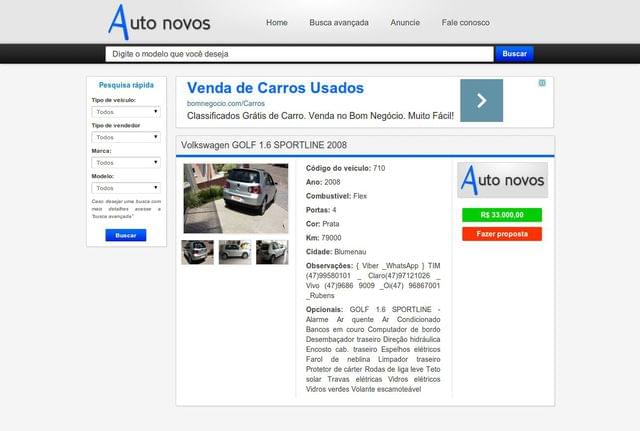 Auto novos
Home
Busca avançada
Anuncie
Fale conosco
Digite o modelo que você deseja
Buscar
Pesquisa rápida
Tipo de veículo:
Todos
Tipo de vendedor
Todos
Marca:
Todos
Modelo:
Todos
Caso desejar uma busca com
mais detalhes acesse a
"busca avançada"
Buscar
Venda de Carros Usados
bomnegocio.com/Carros
Classificados Grátis de Carro. Venda no Bom Negócio. Muito Fácil!
Volkswagen GOLF 1.6 SPORTLINE 2008
Código do veículo: 710
Ano: 2008
Combustível: Flex
Portas: 4
Cor: Prata
Km: 79000
Cidade: Blumenau
Observações: { Viber _WhatsApp } TIM
(47)99580101 _ Claro(47)97121026 _
Vivo (47)9686 9009 _Oi(47) 96867001
_Rubens
Opcionais: GOLF 1.6 SPORTLINE -
Alarme Ar quente Ar Condicionado
Bancos em couro Computador de bordo
Desembaçador traseiro Direção hidráulica
Encosto cab. traseiro Espelhos elétricos
Farol de neblina Limpador traseiro
Protetor de cárter Rodas de liga leve Teto
solar Travas elétricas Vidros elétricos
Vidros verdes Volante escamoteável
Auto novos
R$ 33.000,00
Fazer proposta